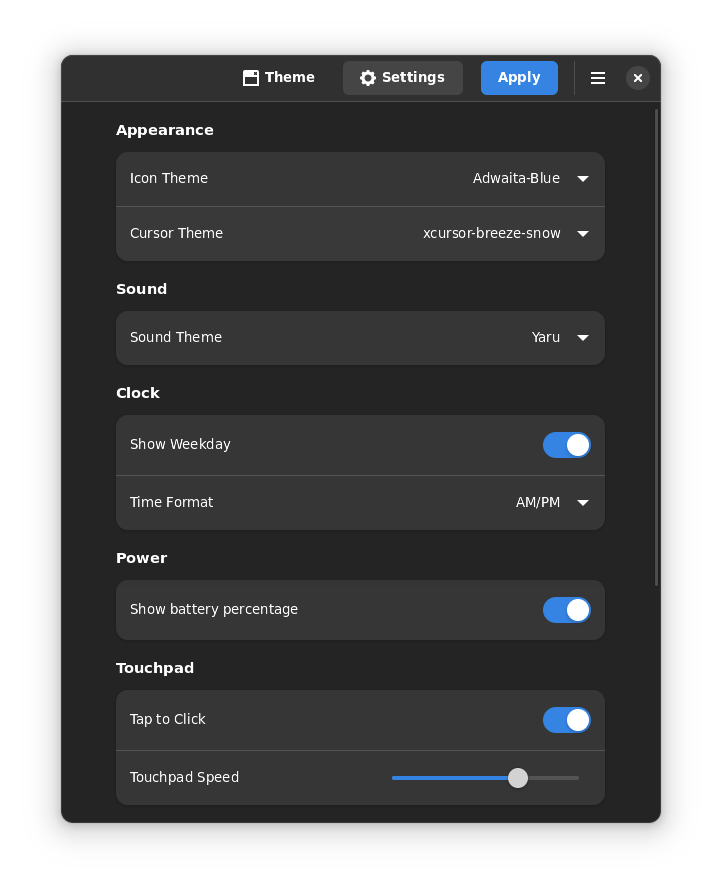 Theme Settings Apply
Appearance
Icon Theme Adwaita-Blue
Cursor Theme xcursor-breeze-snow
Sound
Sound Theme Yaru
Clock
Show Weekday
Time Format AM/PM
Power
Show battery percentage
Touchpad
Tap to Click
Touchpad Speed